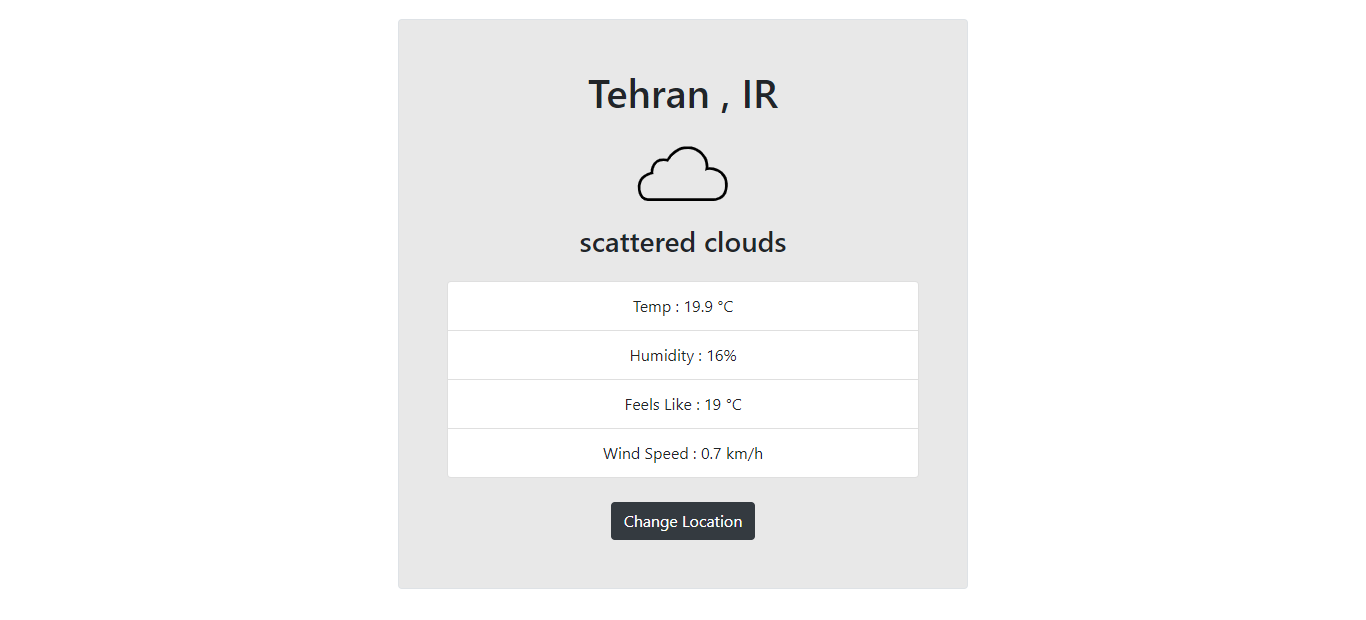 Tehran , IR
scattered clouds
Temp : 19.9 °C
Humidity : 16%
Feels Like : 19 °C
Wind Speed : 0.7 km/h
Change Location